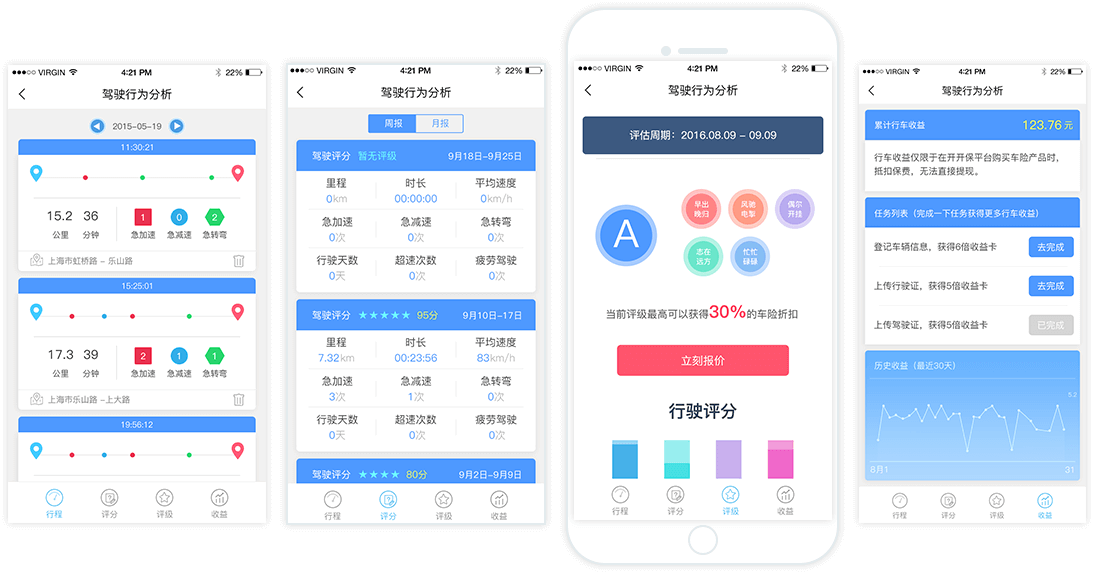 VIRGIN
4:21 PM
22%
驾驶行为分析
2015-05-19
11:30:21
15.2 36 1 0 2
公里 分钟 急加速 急减速 急转弯
上海市虹桥路 – 乐山路
15:25:01
17.3 39 2 1 1
公里 分钟 急加速 急减速 急转弯
上海市乐山路 –上大路
19:56:12
行程 评分 评级 收益
VIRGIN
4:21 PM
22%
驾驶行为分析
周报 月报
驾驶评分 暂无评级 9月18日-9月25日
里程 时长 平均速度
0km 00:00:00 0km/h
急加速 急减速 急转弯
0次 0次 0次
行驶天数 超速次数 疲劳驾驶
0天 0次 0次
驾驶评分 ★★★★★ 95分 9月10日-17日
里程 时长 平均速度
7.32km 00:23:56 83km/h
急加速 急减速 急转弯
3次 1次 0次
行驶天数 超速次数 疲劳驾驶
0天 0次 0次
驾驶评分 ★★★★ 80分 9月2日-9月9日
行程 评分 评级 收益
VIRGIN
4:21 PM
22%
驾驶行为分析
评估周期：2016.08.09 – 09.09
A
早出
晚归
风驰
电掣
偶尔
开挂
志在
远方
忙忙
碌碌
当前评级最高可以获得30%的车险折扣
立刻报价
行驶评分
行程 评分 评级 收益
VIRGIN
4:21 PM
22%
驾驶行为分析
累计行车收益 123.76 元
行车收益仅限于在开开保平台购买车险产品时，
抵扣保费，无法直接提现。
任务列表（完成一下任务获得更多行车收益）
登记车辆信息，获得6倍收益卡 去完成
上传行驶证，获得5倍收益卡 去完成
上传驾驶证，获得5倍收益卡 已完成
历史收益（最近30天）
5.2
8月1 31
行程 评分 评级 收益